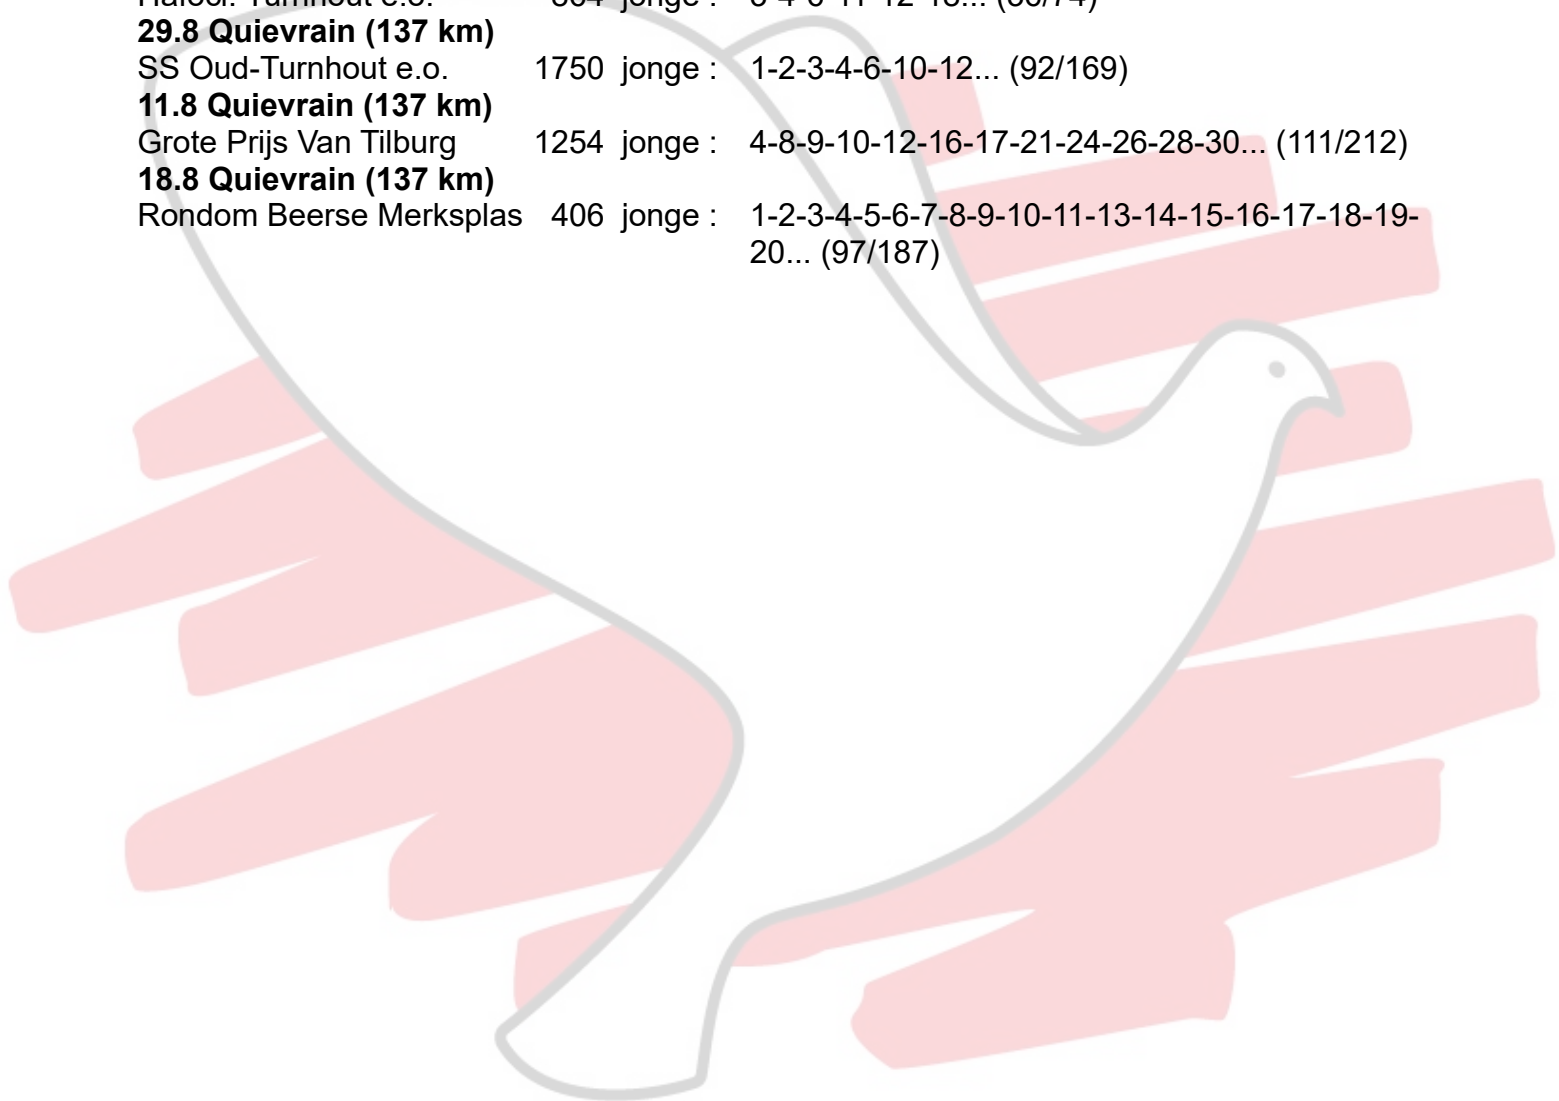 jonge :
29.8 Quievrain (137 km)
SS Oud-Turnhout e.o. 1750 jonge : 1-2-3-4-6-10-12... (92/169)
11.8 Quievrain (137 km)
Grote Prijs Van Tilburg 1254 jonge : 4-8-9-10-12-16-17-21-24-26-28-30... (111/212)
18.8 Quievrain (137 km)
Rondom Beerse Merksplas 406 jonge : 1-2-3-4-5-6-7-8-9-10-11-13-14-15-16-17-18-19-
20... (97/187)